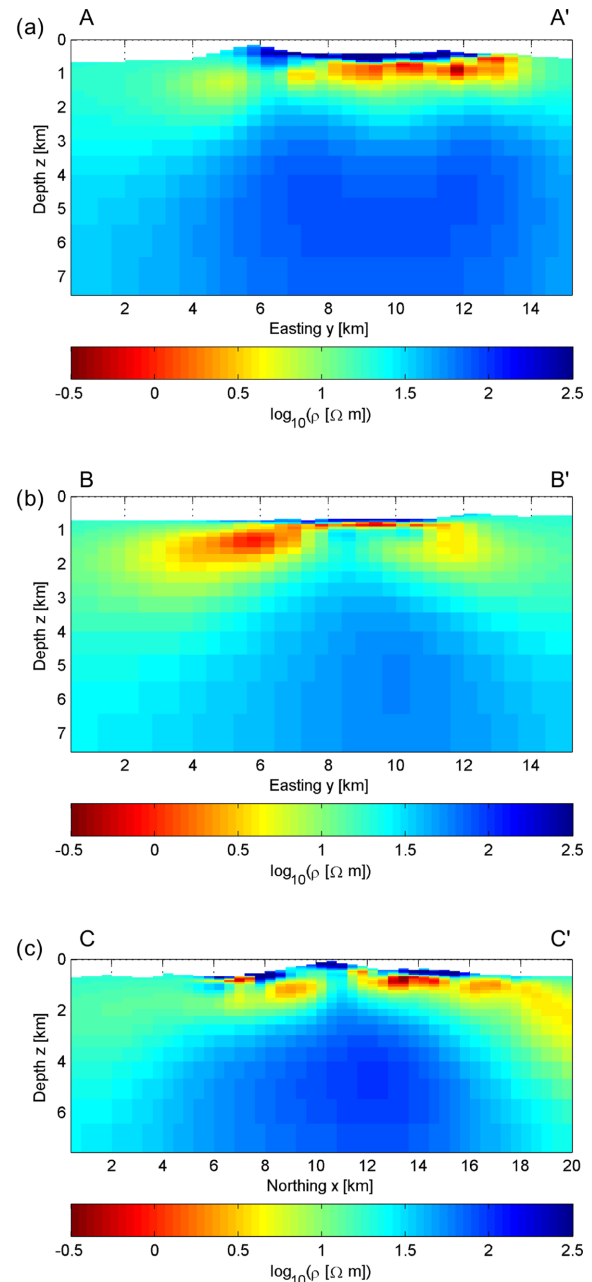 (a) A A'
0
1
2
3
4
5
6
7
Depth z [km]
2 4 6 8 10 12 14
Easting y [km]
-0.5 0 0.5 1 1.5 2 2.5
log10(ρ [Ω m])
(b) B B'
0
1
2
3
4
5
6
7
Depth z [km]
2 4 6 8 10 12 14
Easting y [km]
-0.5 0 0.5 1 1.5 2 2.5
log10(ρ [Ω m])
(c) C C'
0
2
4
6
Depth z [km]
2 4 6 8 10 12 14 16 18 20
Northing x [km]
-0.5 0 0.5 1 1.5 2 2.5
log10(ρ [Ω m])